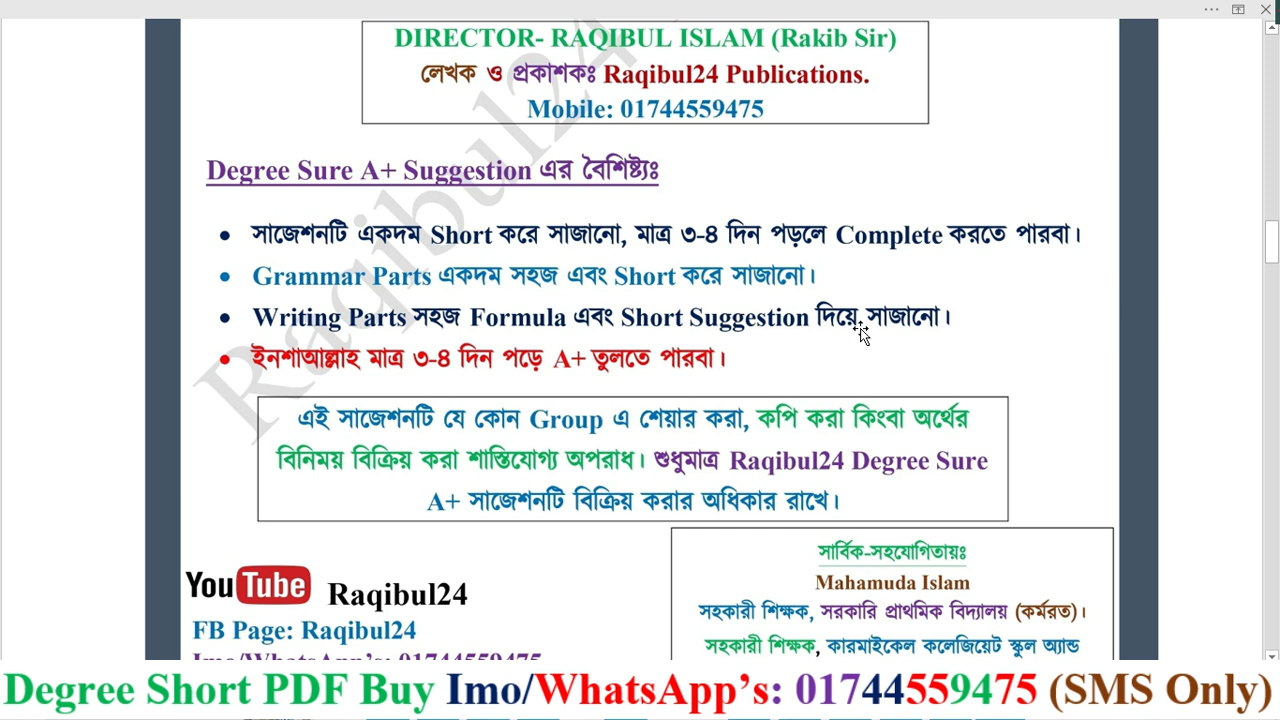 DIRECTOR- RAQIBUL ISLAM (Rakib Sir)
লেখক ও প্রকাশকঃ Raqibul24 Publications.
Mobile: 01744559475
Degree Sure A+ Suggestion এর বৈশিষ্ট্যঃ
• সাজেশনটি একদম Short করে সাজানো, মাত্র ৩-৪ দিন পড়লে Complete করতে পারবা।
• Grammar Parts একদম সহজ এবং Short করে সাজানো।
• Writing Parts সহজ Formula এবং Short Suggestion দিয়ে সাজানো।
• ইনশাআল্লাহ মাত্র ৩-৪ দিন পড়ে A+ তুলতে পারবা।
এই সাজেশনটি যে কোন Group এ শেয়ার করা, কপি করা কিংবা অর্থের
বিনিময় বিক্রিয় করা শাস্তিযোগ্য অপরাধ। শুধুমাত্র Raqibul24 Degree Sure
A+ সাজেশনটি বিক্রিয় করার অধিকার রাখে।
YouTube Raqibul24
FB Page: Raqibul24
Imo/WhatsApp's: 01744559475
সার্বিক-সহযোগিতায়ঃ
Mahamuda Islam
সহকারী শিক্ষক, সরকারি প্রাথমিক বিদ্যালয় (কর্মরত)।
সহকারী শিক্ষক, কারমাইকেল কলেজিয়েট স্কুল অ্যান্ড
Raqibul24
Degree Short PDF Buy Imo/WhatsApp's: 01744559475 (SMS Only)